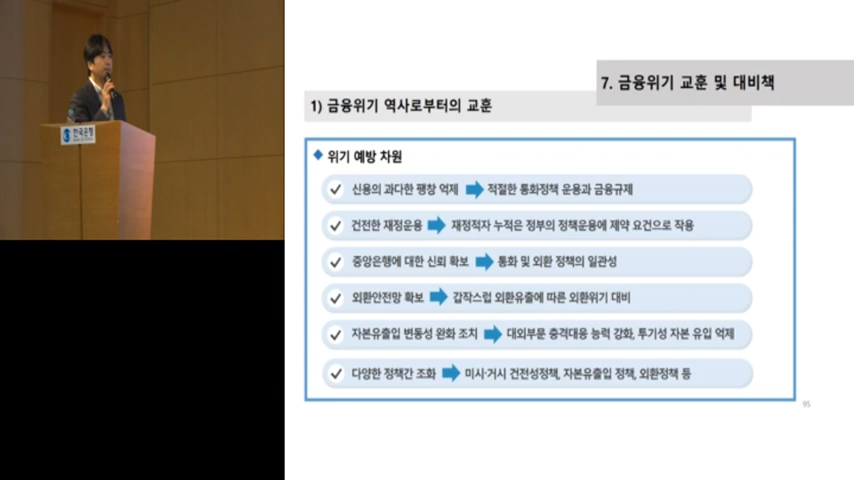 한국은행
7. 금융위기 교훈 및 대비책
1) 금융위기 역사로부터의 교훈
위기 예방 차원
신용의 과다한 팽창 억제 적절한 통화정책 운용과 금융규제
건전한 재정운용 재정적자 누적은 정부의 정책운용에 제약 요건으로 작용
중앙은행에 대한 신뢰 확보 통화 및 외환 정책의 일관성
외환안전망 확보 갑작스럽 외환유출에 따른 외환위기 대비
자본유출입 변동성 완화 조치 대외부문 충격대응 능력 강화, 투기성 자본 유입 억제
다양한 정책간 조화 미시·거시 건전성정책, 자본유출입 정책, 외환정책 등
95